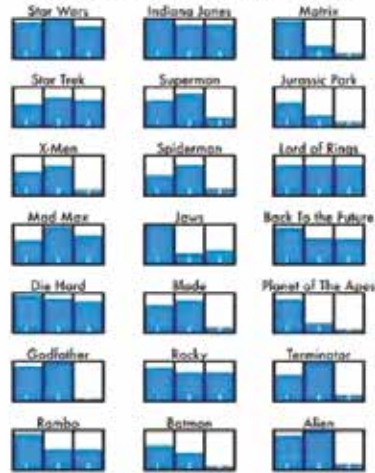 Star Wars
Indiana Jones
Matrix
Star Trek
Superman
Jurassic Park
X-Men
Spiderman
Lord of Rings
Mad Max
Jaws
Back To the Future
Die Hard
Blade
Planet of The Apes
Godfather
Rocky
Terminator
Rambo
Batman
Alien